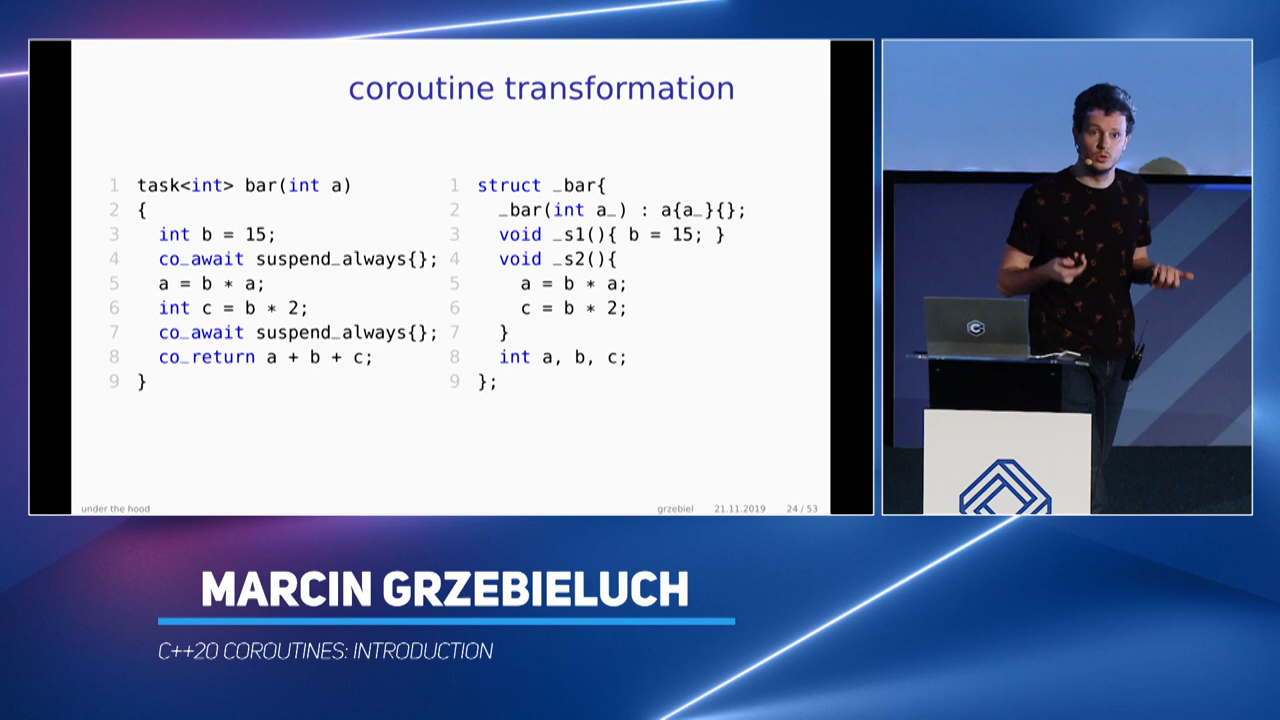 coroutine transformation
1 task<int> bar(int a)
2 {
3   int b = 15;
4   co_await suspend_always{};
5   a = b * a;
6   int c = b * 2;
7   co_await suspend_always{};
8   co_return a + b + c;
9 }
1 struct _bar{
2   _bar(int a_) : a{a_}{};
3   void _s1(){ b = 15; }
4   void _s2(){
5     a = b * a;
6     c = b * 2;
7   }
8   int a, b, c;
9 };
under the hood
grzebiel 21.11.2019 24 / 53
MARCIN GRZEBIELUCH
C++20 COROUTINES: INTRODUCTION